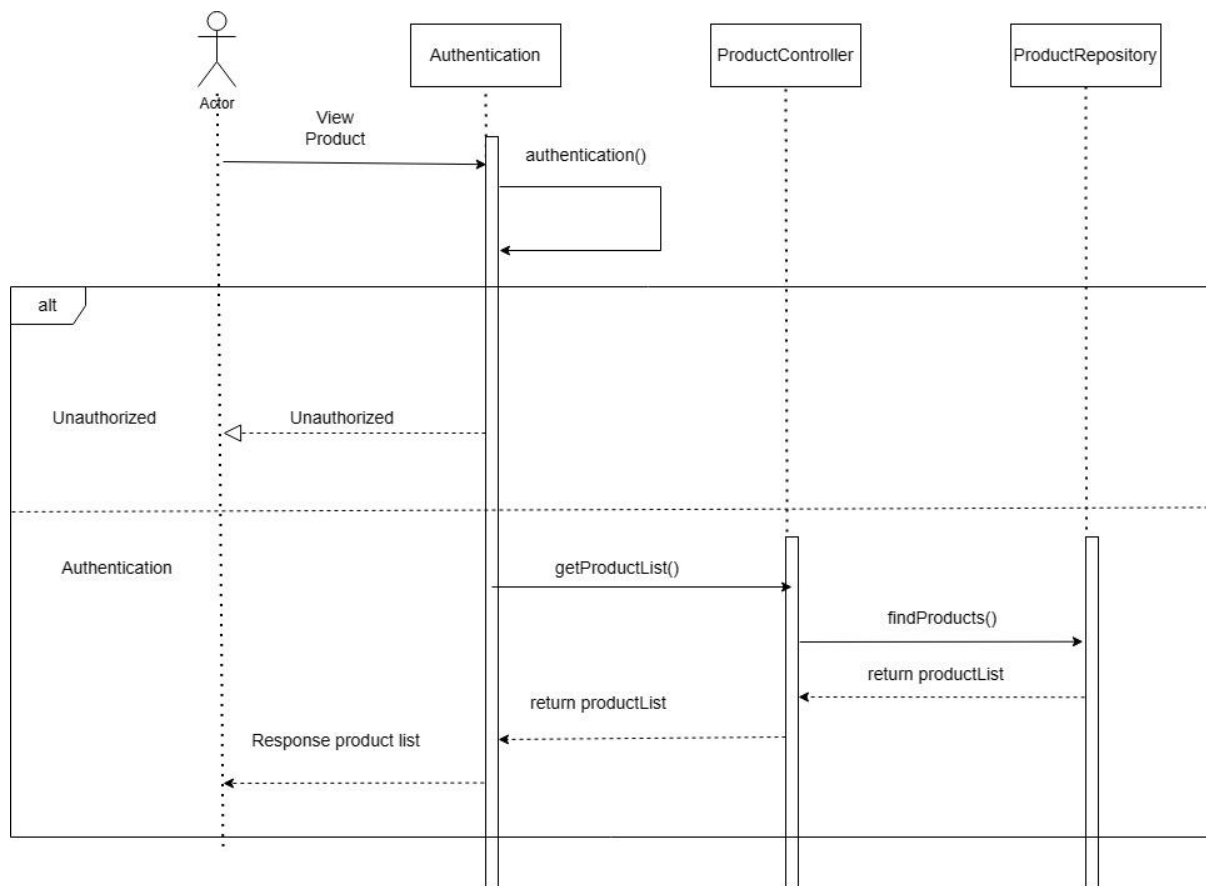 Actor
Authentication
ProductController
ProductRepository
View
Product
authentication()
alt
Unauthorized
Unauthorized
Authentication
getProductList()
findProducts()
return productList
return productList
Response product list